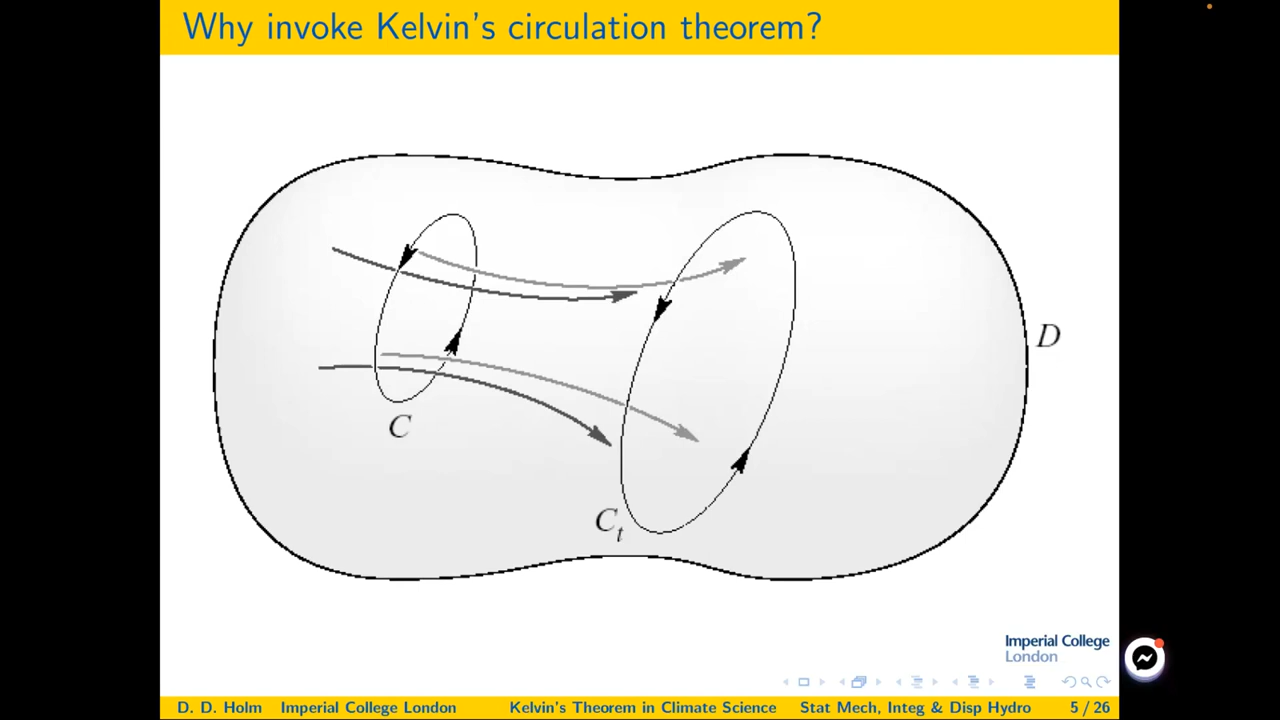 Why invoke Kelvin's circulation theorem?
D
C
C_t
Imperial College
London
D. D. Holm Imperial College London Kelvin's Theorem in Climate Science Stat Mech, Integ & Disp Hydro 5 / 26